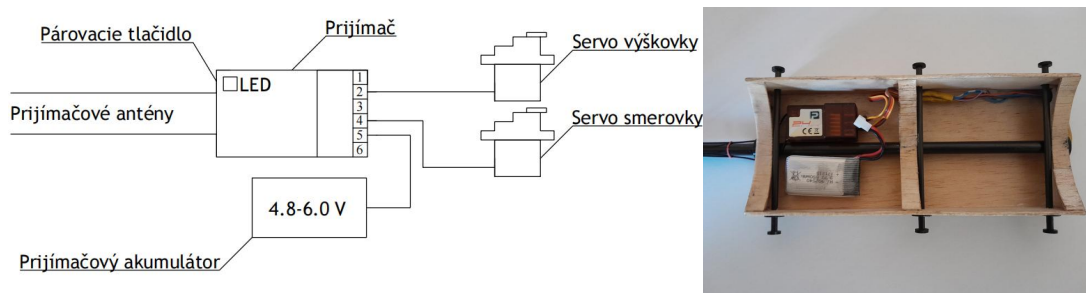 Párovacie tlačidlo
Prijímač
Servo výškovky
LED
1
2
3
4
5
6
Prijímačové antény
Servo smerovky
4.8-6.0 V
Prijímačový akumulátor
CE